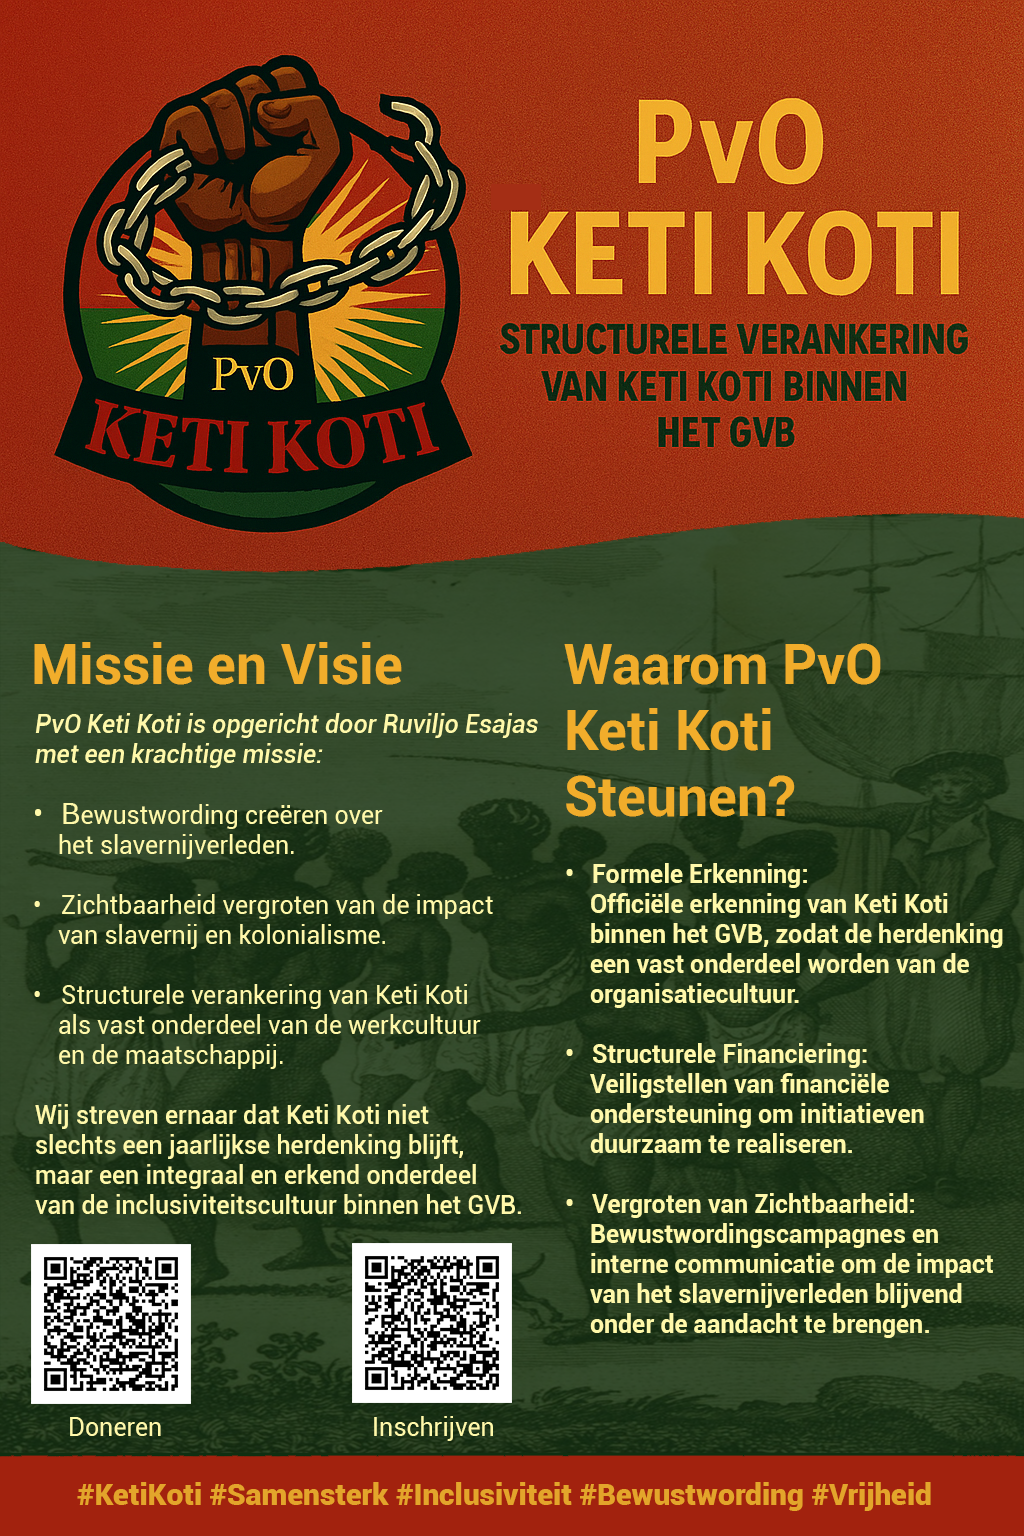 PvO
KETI KOTI
PvO
KETI KOTI
STRUCTURELE VERANKERING
VAN KETI KOTI BINNEN
HET GVB
Missie en Visie
PvO Keti Koti is opgericht door Ruviljo Esajas
met een krachtige missie:
• Bewustwording creëren over
het slavernijverleden.
• Zichtbaarheid vergroten van de impact
van slavernij en kolonialisme.
• Structurele verankering van Keti Koti
als vast onderdeel van de werkcultuur
en de maatschappij.
Wij streven ernaar dat Keti Koti niet
slechts een jaarlijkse herdenking blijft,
maar een integraal en erkend onderdeel
van de inclusiviteitscultuur binnen het GVB.
Doneren
Inschrijven
Waarom PvO
Keti Koti
Steunen?
• Formele Erkenning:
Officiële erkenning van Keti Koti
binnen het GVB, zodat de herdenking
een vast onderdeel worden van de
organisatiecultuur.
• Structurele Financiering:
Veiligstellen van financiële
ondersteuning om initiatieven
duurzaam te realiseren.
• Vergroten van Zichtbaarheid:
Bewustwordingscampagnes en
interne communicatie om de impact
van het slavernijverleden blijvend
onder de aandacht te brengen.
#KetiKoti #Samensterk #Inclusiviteit #Bewustwording #Vrijheid